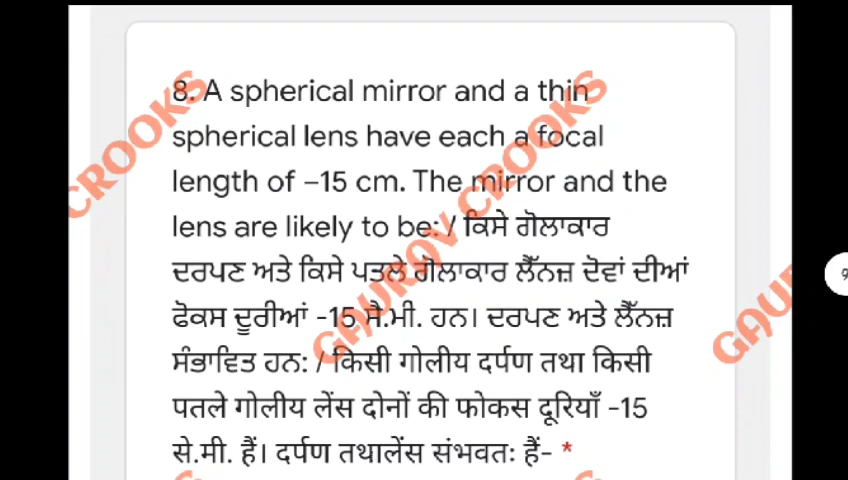 8. A spherical mirror and a thin
spherical lens have each a focal
length of –15 cm. The mirror and the
lens are likely to be: / ਕਿਸੇ ਗੋਲਾਕਾਰ
ਦਰਪਣ ਅਤੇ ਕਿਸੇ ਪਤਲੇ ਗੋਲਾਕਾਰ ਲੈੱਨਜ਼ ਦੋਵਾਂ ਦੀਆਂ
ਫੋਕਸ ਦੂਰੀਆਂ -15 ਸੈ.ਮੀ. ਹਨ। ਦਰਪਣ ਅਤੇ ਲੈੱਨਜ਼
ਸੰਭਾਵਿਤ ਹਨ: / किसी गोलीय दर्पण तथा किसी
पतले गोलीय लेंस दोनों की फोकस दूरियाँ -15
से.मी. हैं। दर्पण तथालेंस संभवतः हैं- *
CROOKS
GAUROV CROOKS
GAU